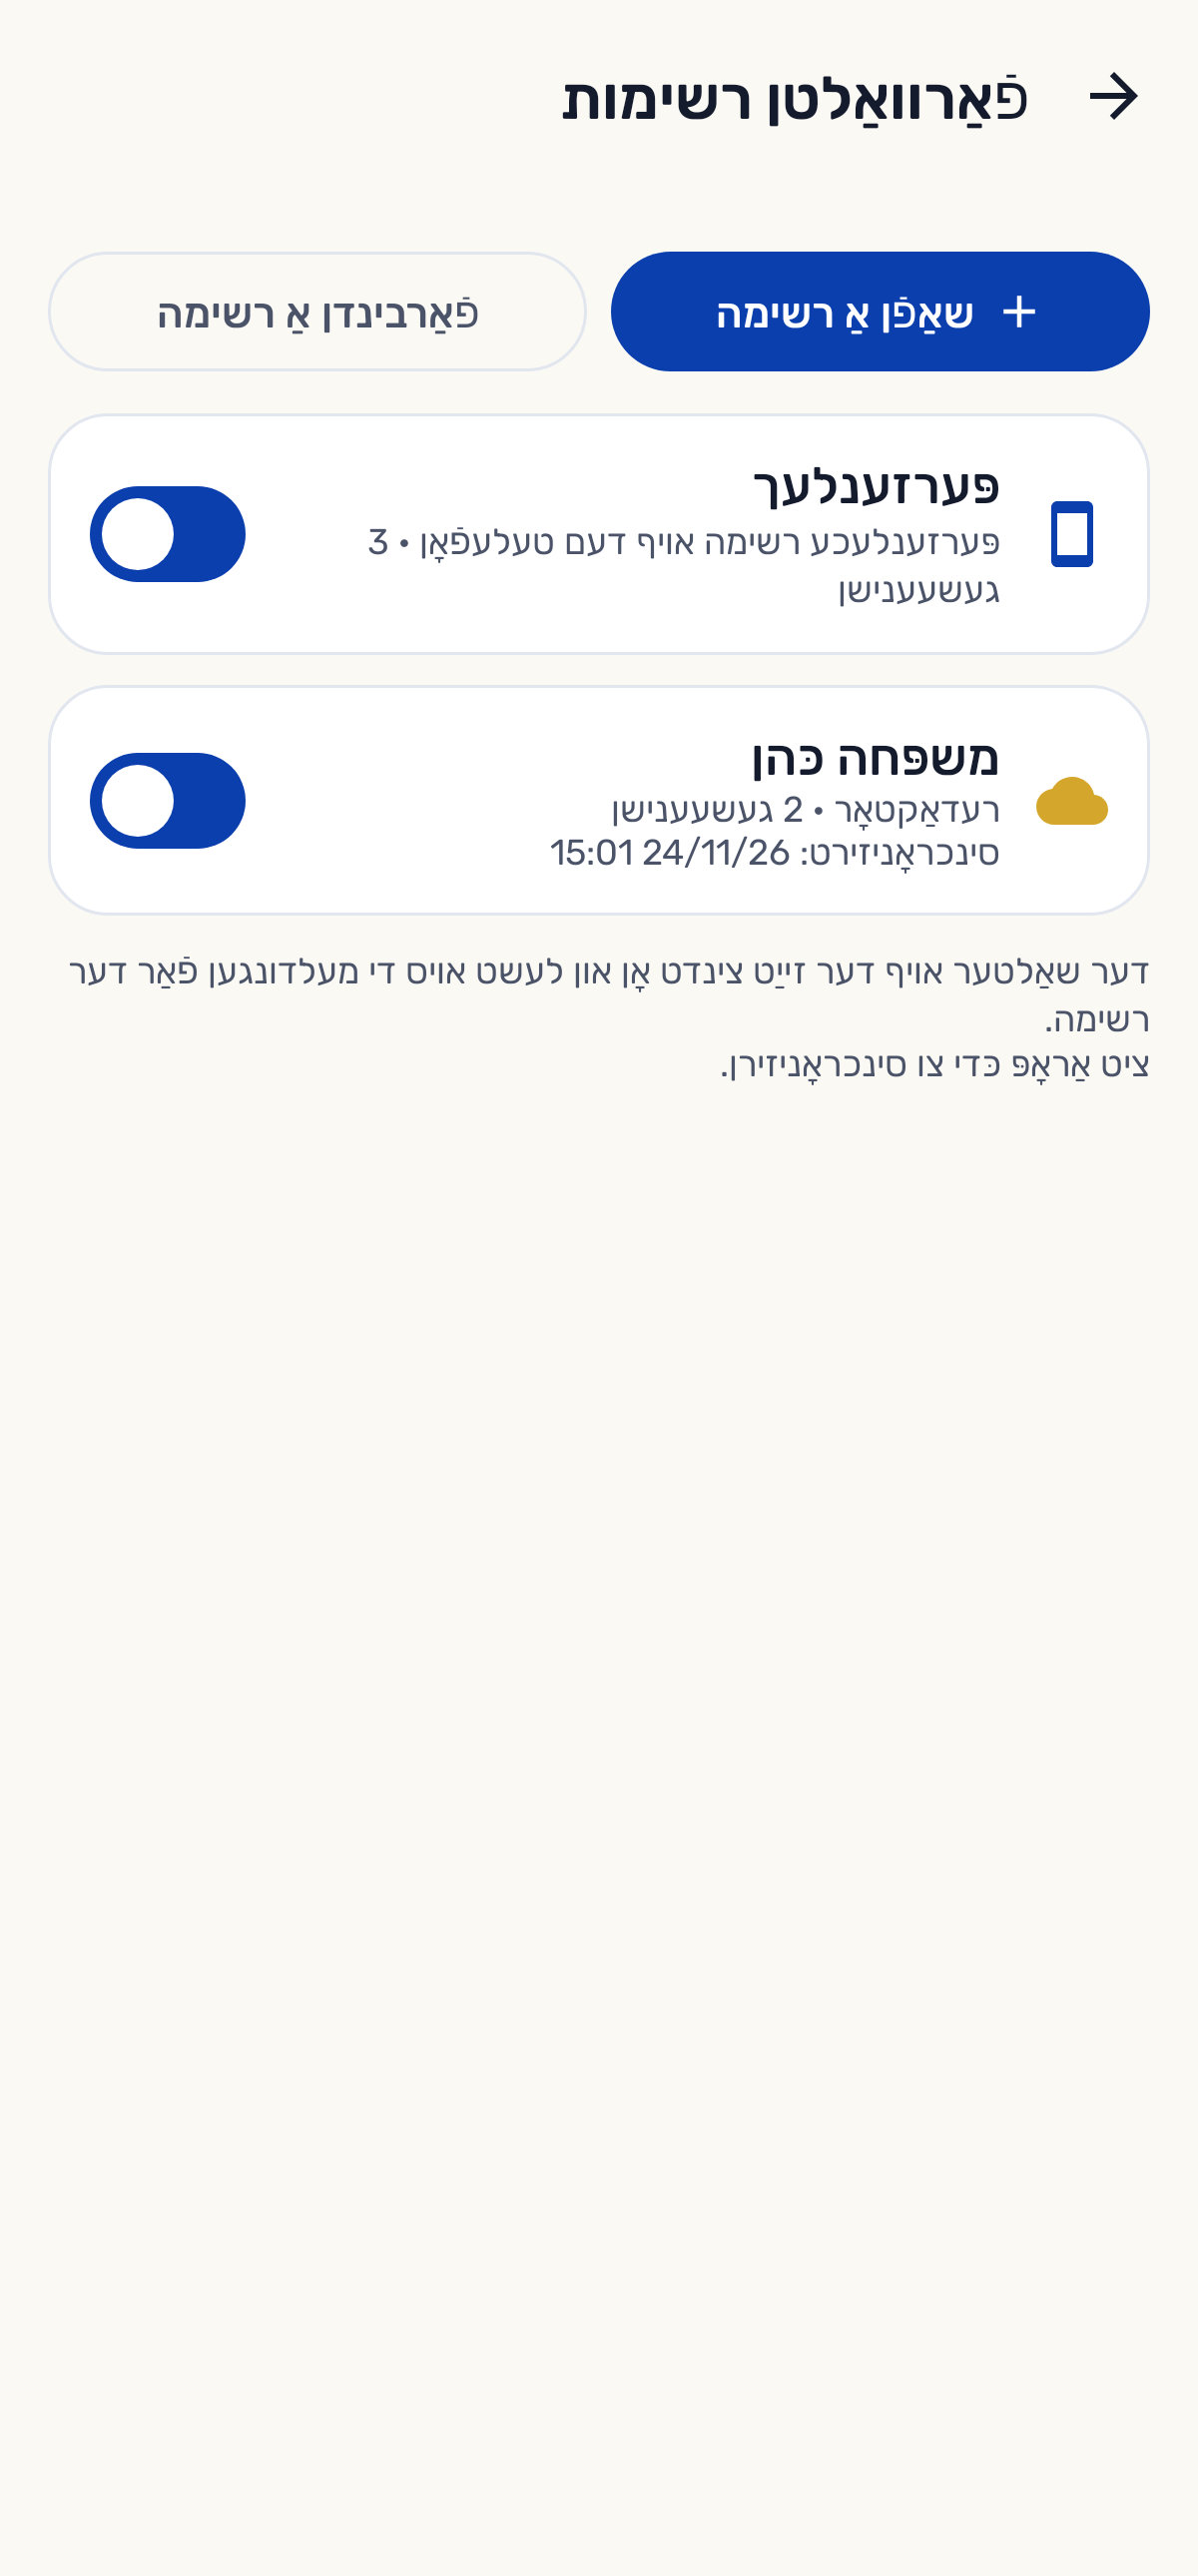 פֿאַרוואַלטן רשימות
שאַפֿן אַ רשימה
פֿאַרבינדן אַ רשימה
פּערזענלעך
פּערזענלעכע רשימה אויף דעם טעלעפֿאָן • 3
געשעענישן
משפּחה כּהן
רעדאַקטאָר • 2 געשעענישן
סינכראָניזירט: 24/11/26 15:01
דער שאַלטער אויף דער זייַט צינדט אָן און לעשט אויס די מעלדונגען פֿאַר דער
רשימה.
ציט אַראָפּ כּדי צו סינכראָניזירן.